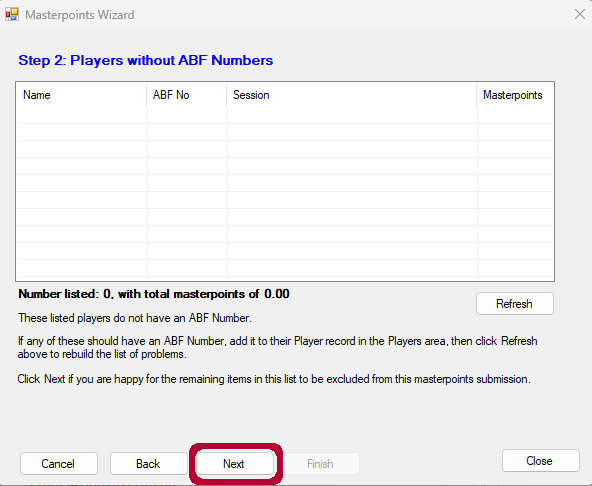 Masterpoints Wizard
Step 2: Players without ABF Numbers
Name ABF No Session Masterpoints
Number listed: 0, with total masterpoints of 0.00
Refresh
These listed players do not have an ABF Number.
If any of these should have an ABF Number, add it to their Player record in the Players area, then click Refresh
above to rebuild the list of problems.
Click Next if you are happy for the remaining items in this list to be excluded from this masterpoints submission.
Cancel Back Next Finish Close